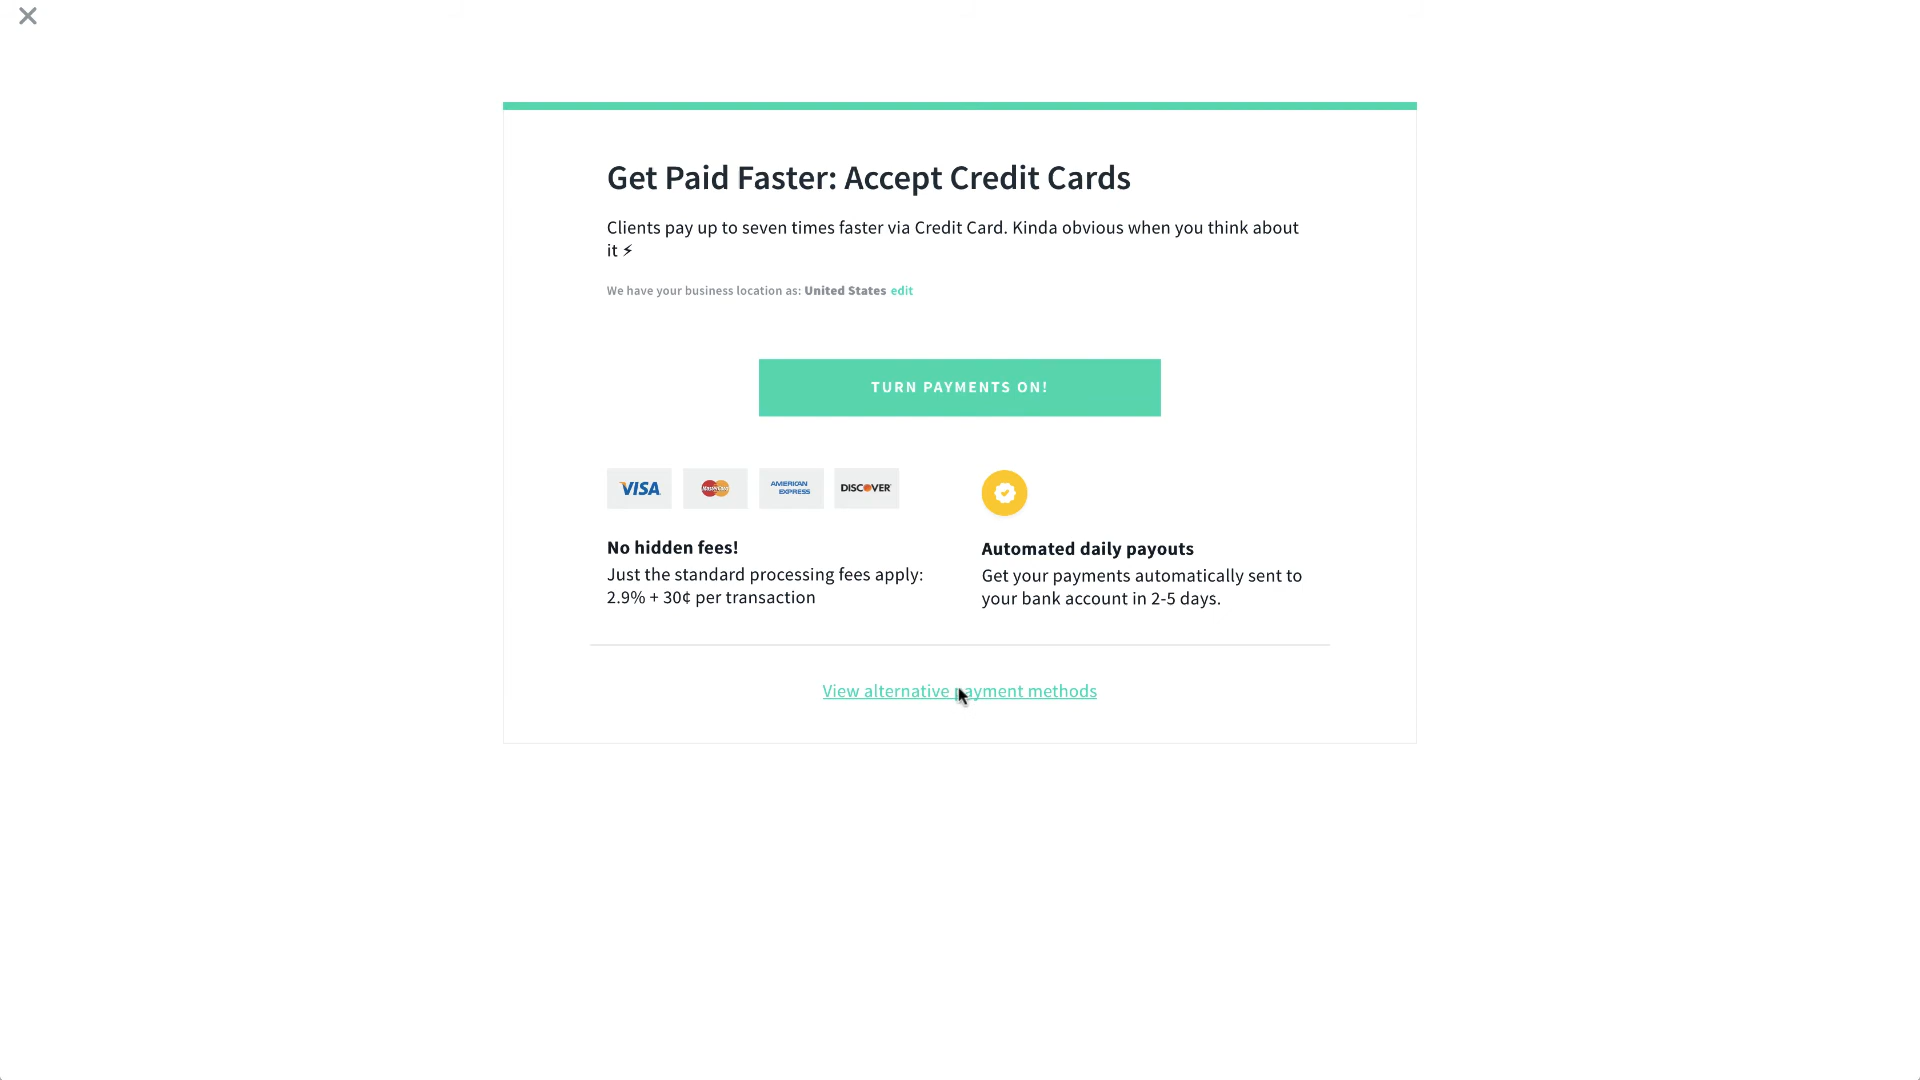 Get Paid Faster: Accept Credit Cards
Clients pay up to seven times faster via Credit Card. Kinda obvious when you think about
it ⚡
We have your business location as: United States edit
TURN PAYMENTS ON!
VISA
MasterCard
AMERICAN
EXPRESS
DISCOVER
No hidden fees!
Just the standard processing fees apply:
2.9% + 30¢ per transaction
Automated daily payouts
Get your payments automatically sent to
your bank account in 2-5 days.
View alternative payment methods